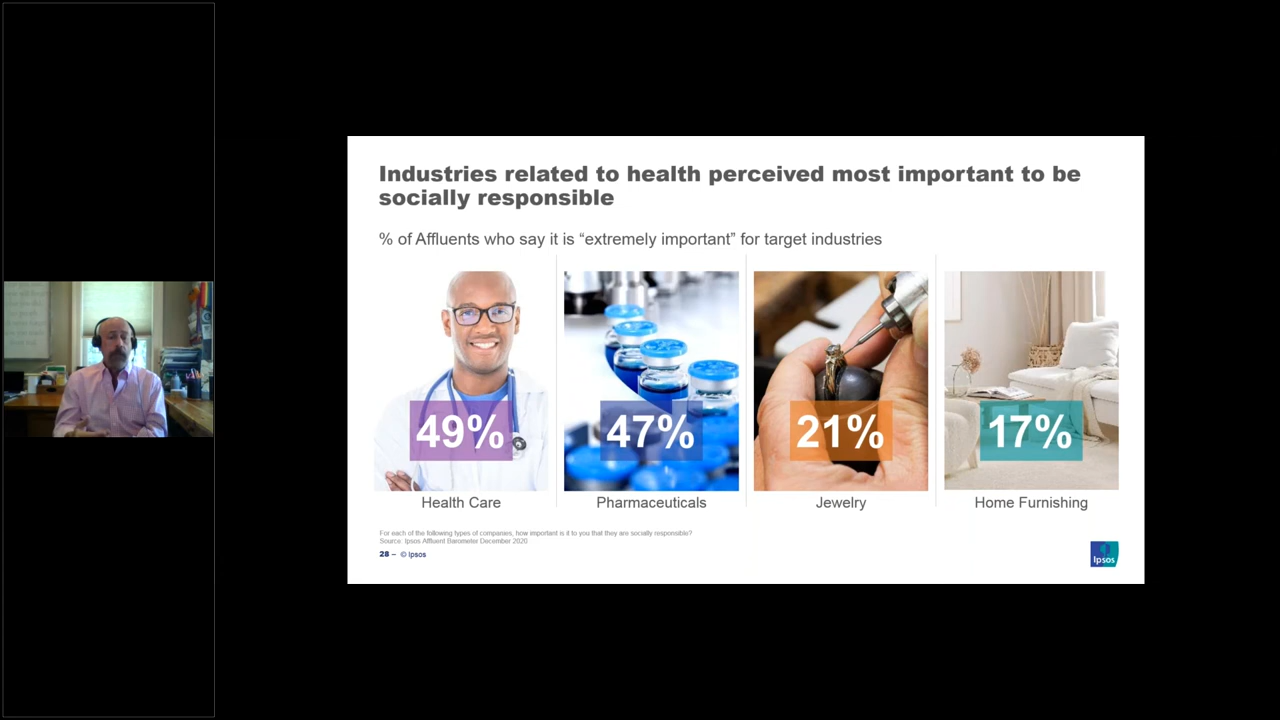 Industries related to health perceived most important to be
socially responsible
% of Affluents who say it is “extremely important” for target industries
49%
47%
21%
17%
Health Care
Pharmaceuticals
Jewelry
Home Furnishing
For each of the following types of companies, how important is it to you that they are socially responsible?
Source: Ipsos Affluent Barometer December 2020
28 – © Ipsos
Ipsos